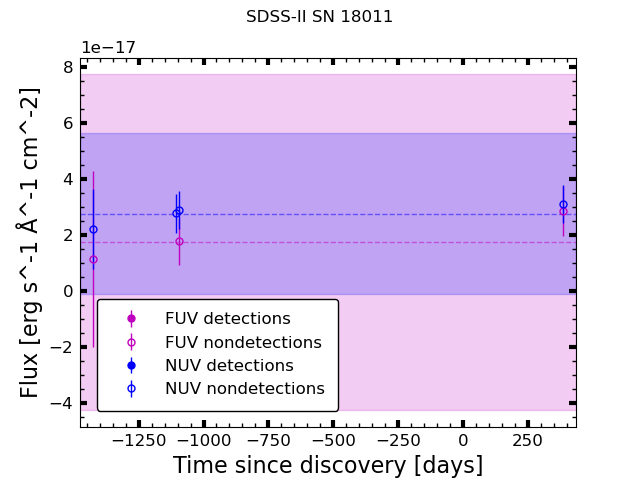 SDSS-II SN 18011
1e−17
8
6
4
2
0
−2
−4
Flux [erg s^-1 Å^-1 cm^-2]
FUV detections
FUV nondetections
NUV detections
NUV nondetections
−1250 −1000 −750 −500 −250 0 250
Time since discovery [days]